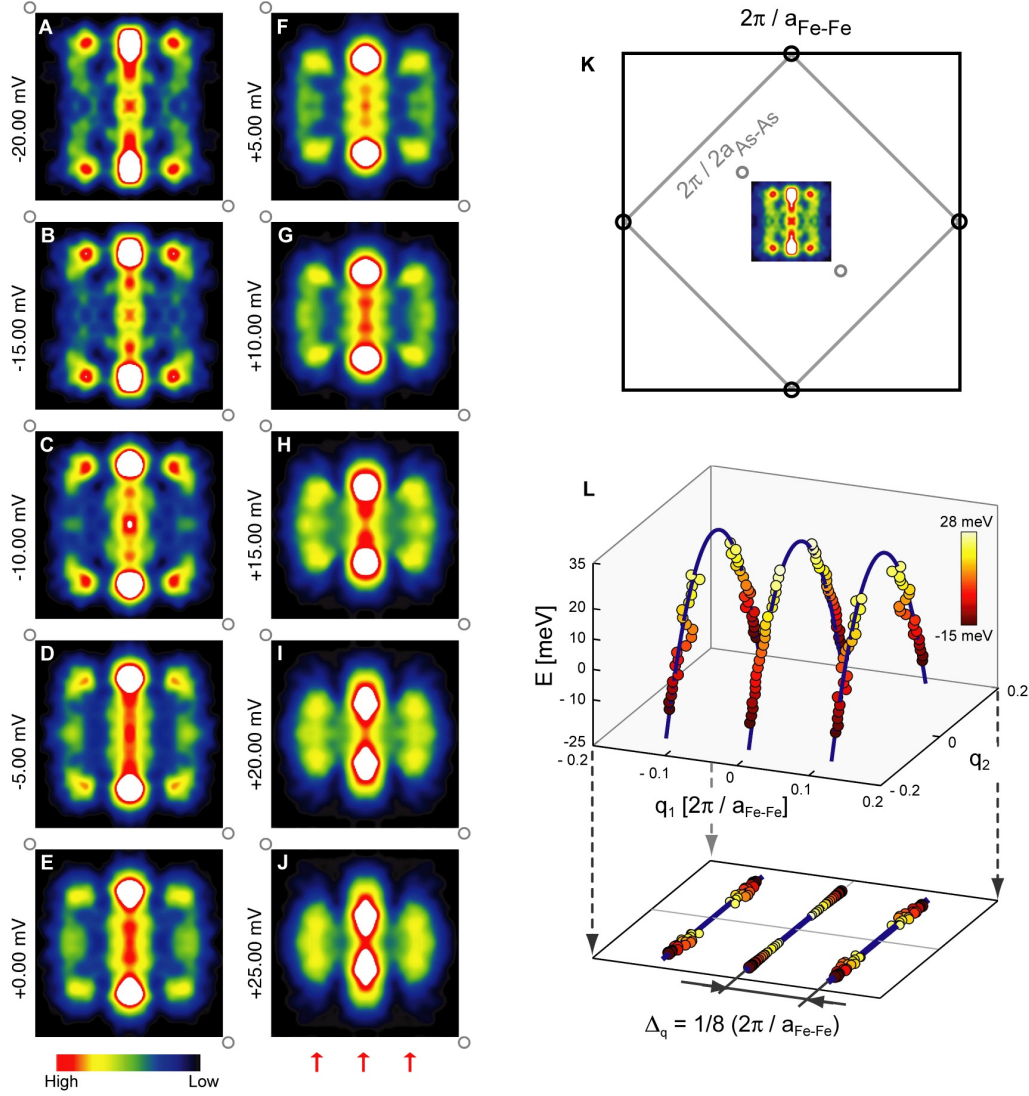 A
-20.00 mV
B
-15.00 mV
C
-10.00 mV
D
-5.00 mV
E
+0.00 mV
High
Low
F
+5.00 mV
G
+10.00 mV
H
+15.00 mV
I
+20.00 mV
J
+25.00 mV
↑ ↑ ↑
K
2π / a Fe-Fe
2π / 2a As-As
L
28 meV
-15 meV
E [meV]
35
20
10
0
- 10
-25
- 0.2
- 0.1
0
0.1
0.2
q1 [2π / aFe-Fe]
- 0.2
0
0.2
q2
Δq = 1/8 (2π / aFe-Fe)